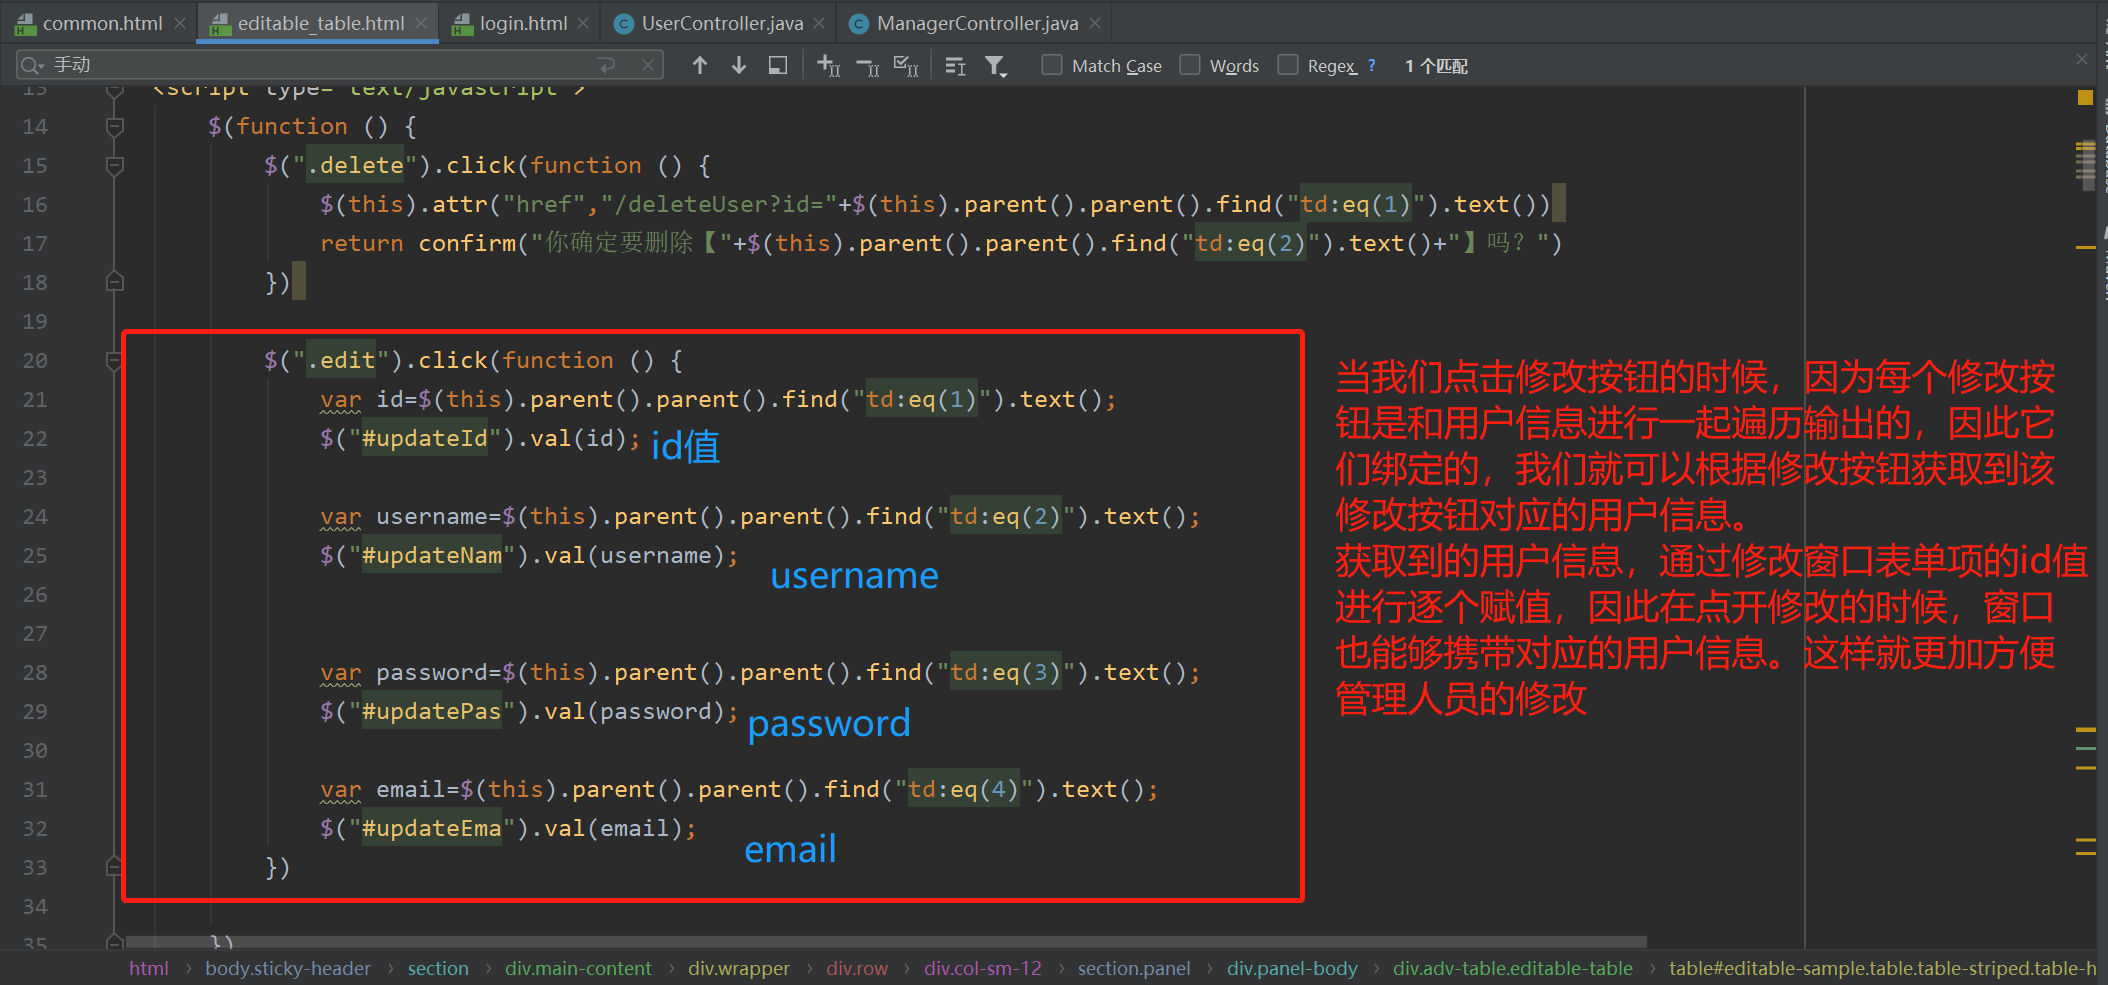 common.html
editable_table.html
login.html
UserController.java
ManagerController.java
手动
Match Case
Words
Regex
?
1 个匹配
13 <script type="text/javascript">
14 $(function () {
15 $(".delete").click(function () {
16 $(this).attr("href","/deleteUser?id="+$(this).parent().parent().find("td:eq(1)").text())
17 return confirm("你确定要删除【"+$(this).parent().parent().find("td:eq(2)").text()+"】吗？")
18 })
19
20 $(".edit").click(function () {
21 var id=$(this).parent().parent().find("td:eq(1)").text();
22 $("#updateId").val(id); id值
23
24 var username=$(this).parent().parent().find("td:eq(2)").text();
25 $("#updateNam").val(username);
username
26
27
28 var password=$(this).parent().parent().find("td:eq(3)").text();
29 $("#updatePas").val(password);
password
30
31 var email=$(this).parent().parent().find("td:eq(4)").text();
32 $("#updateEma").val(email);
email
33 })
34
35 })
当我们点击修改按钮的时候，因为每个修改按
钮是和用户信息进行一起遍历输出的，因此它
们绑定的，我们就可以根据修改按钮获取到该
修改按钮对应的用户信息。
获取到的用户信息，通过修改窗口表单项的id值
进行逐个赋值，因此在点开修改的时候，窗口
也能够携带对应的用户信息。这样就更加方便
管理人员的修改
html › body.sticky-header › section › div.main-content › div.wrapper › div.row › div.col-sm-12 › section.panel › div.panel-body › div.adv-table.editable-table › table#editable-sample.table.table-striped.table-h